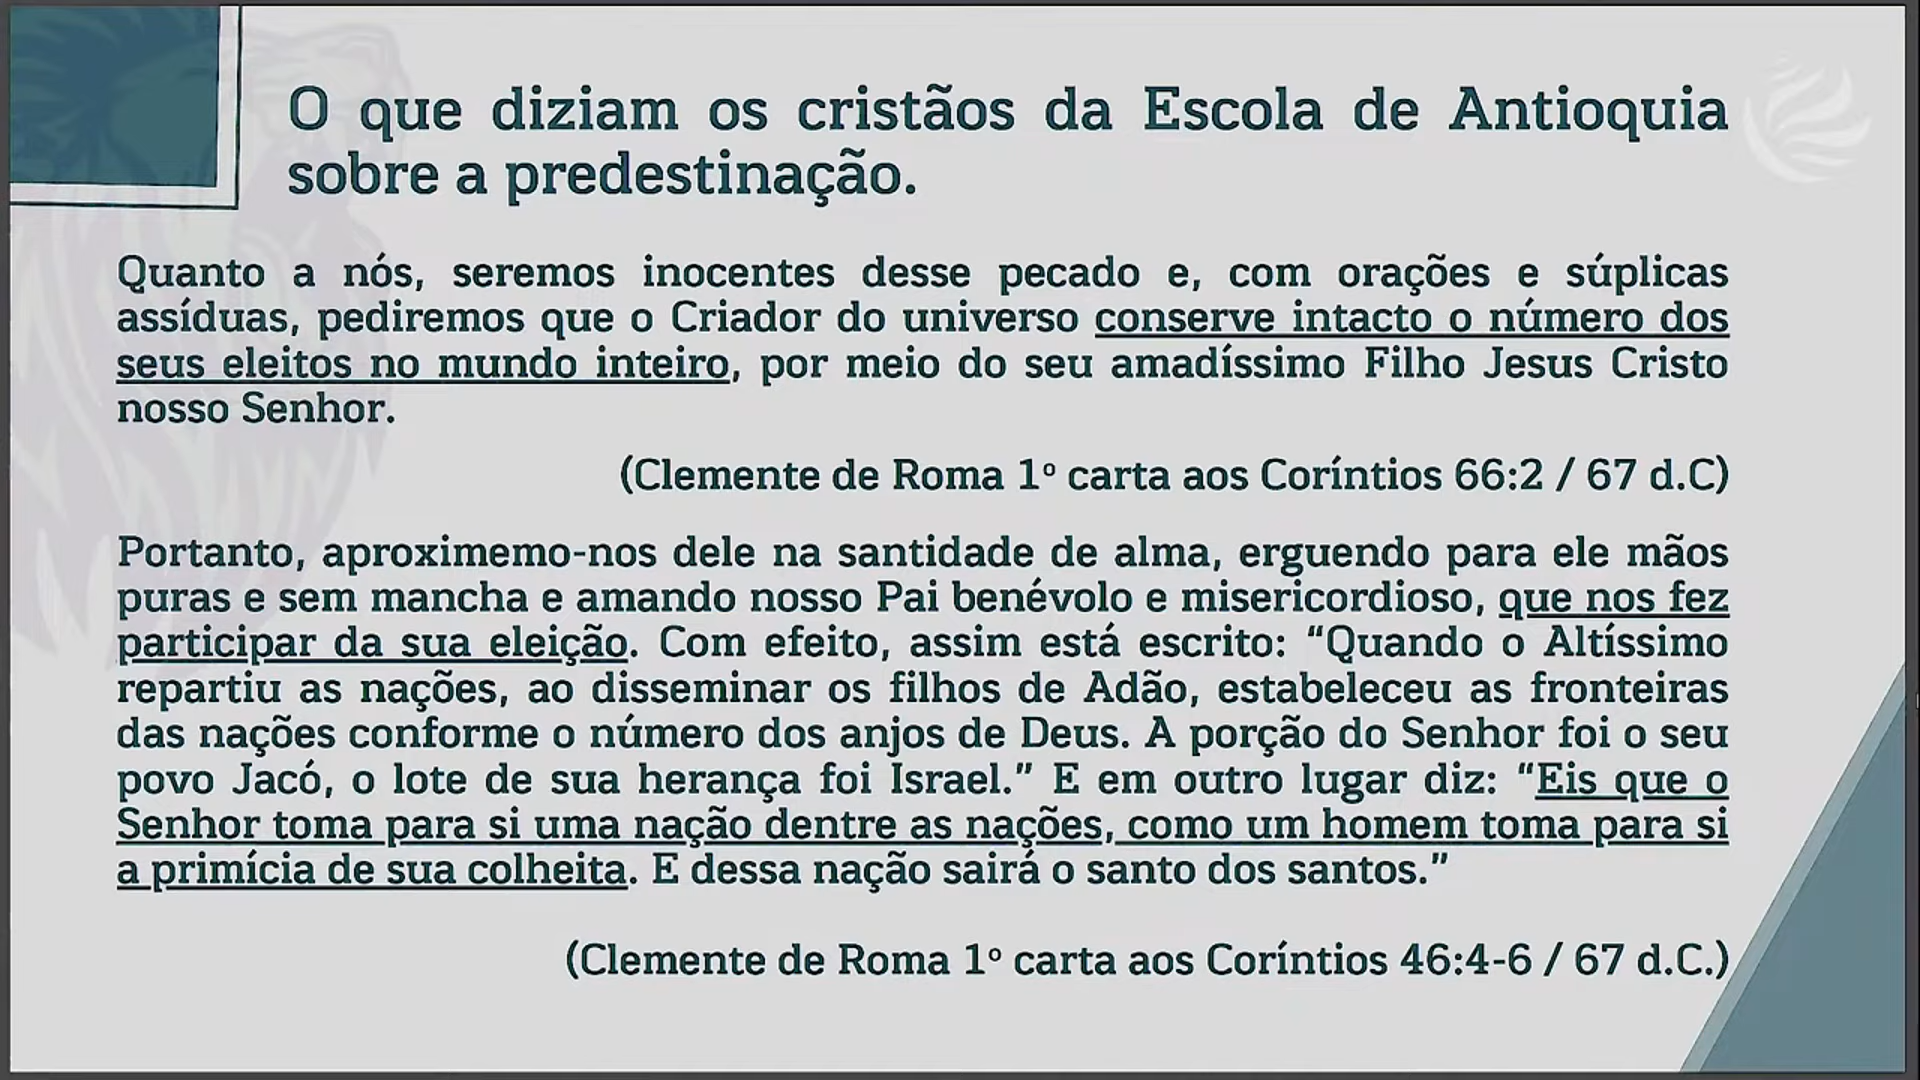 O que diziam os cristãos da Escola de Antioquia
sobre a predestinação.
Quanto a nós, seremos inocentes desse pecado e, com orações e súplicas
assíduas, pediremos que o Criador do universo conserve intacto o número dos
seus eleitos no mundo inteiro, por meio do seu amadíssimo Filho Jesus Cristo
nosso Senhor.
(Clemente de Roma 1º carta aos Coríntios 66:2 / 67 d.C)
Portanto, aproximemo-nos dele na santidade de alma, erguendo para ele mãos
puras e sem mancha e amando nosso Pai benévolo e misericordioso, que nos fez
participar da sua eleição. Com efeito, assim está escrito: “Quando o Altíssimo
repartiu as nações, ao disseminar os filhos de Adão, estabeleceu as fronteiras
das nações conforme o número dos anjos de Deus. A porção do Senhor foi o seu
povo Jacó, o lote de sua herança foi Israel.” E em outro lugar diz: “Eis que o
Senhor toma para si uma nação dentre as nações, como um homem toma para si
a primícia de sua colheita. E dessa nação sairá o santo dos santos.”
(Clemente de Roma 1º carta aos Coríntios 46:4-6 / 67 d.C.)